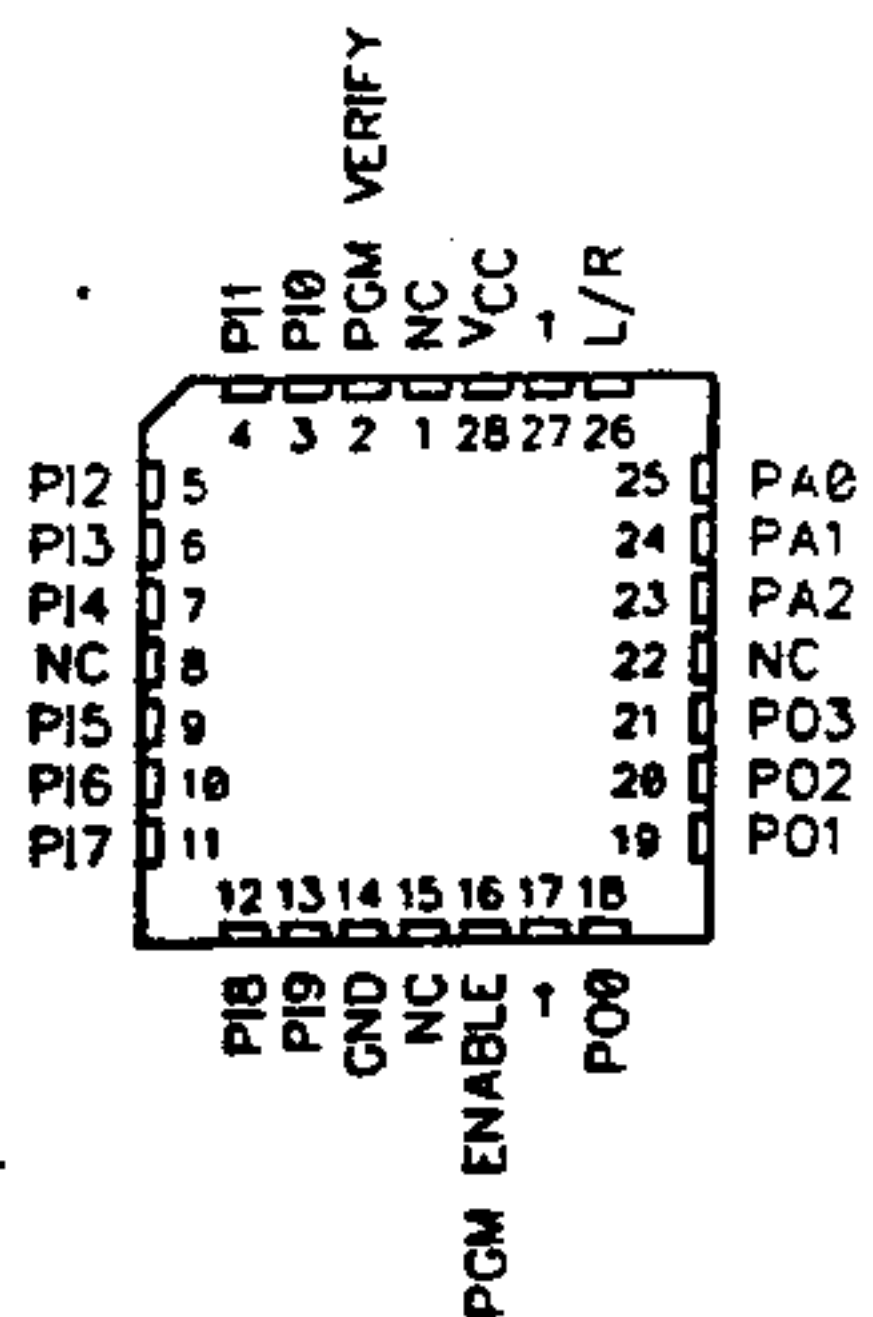 PI1 PI0 PGM VERIFY NC VCC † L/R
4 3 2 1 28 27 26
PI2 5 25 PA0
PI3 6 24 PA1
PI4 7 23 PA2
NC 8 22 NC
PI5 9 21 PO3
PI6 10 20 PO2
PI7 11 19 PO1
12 13 14 15 16 17 18
PI8 PI9 GND NC PGM ENABLE † PO0